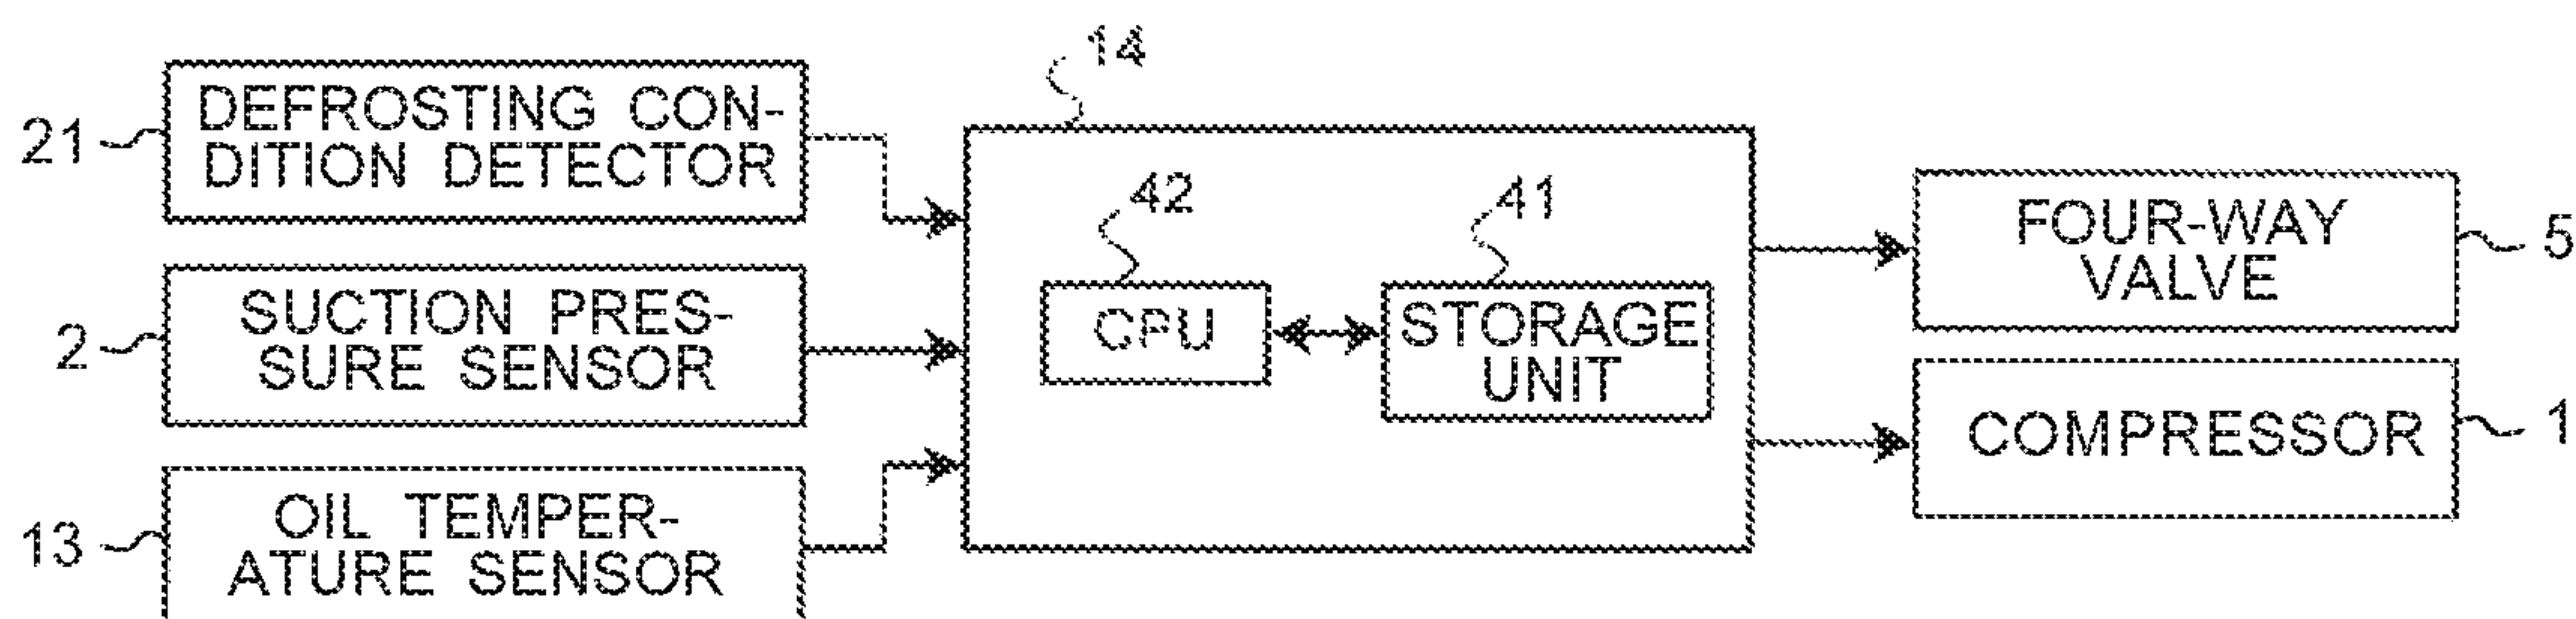 14
21
DEFROSTING CON-
DITION DETECTOR
2
SUCTION PRES-
SURE SENSOR
13
OIL TEMPER-
ATURE SENSOR
42
CPU
41
STORAGE
UNIT
FOUR-WAY
VALVE
5
COMPRESSOR
1